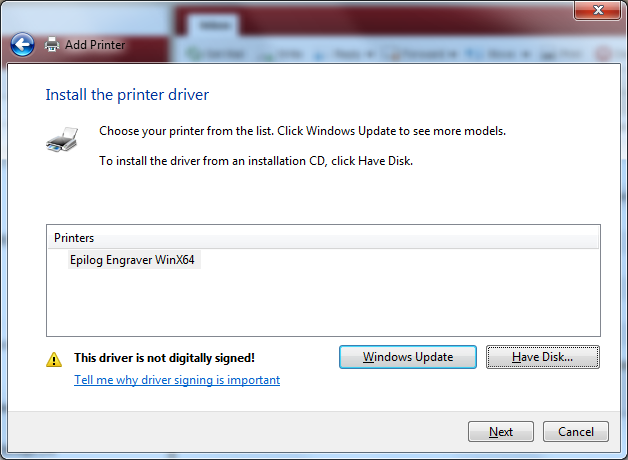 Add Printer
Install the printer driver
Choose your printer from the list. Click Windows Update to see more models.
To install the driver from an installation CD, click Have Disk.
Printers
Epilog Engraver WinX64
This driver is not digitally signed!
Windows Update
Have Disk...
Tell me why driver signing is important
Next
Cancel